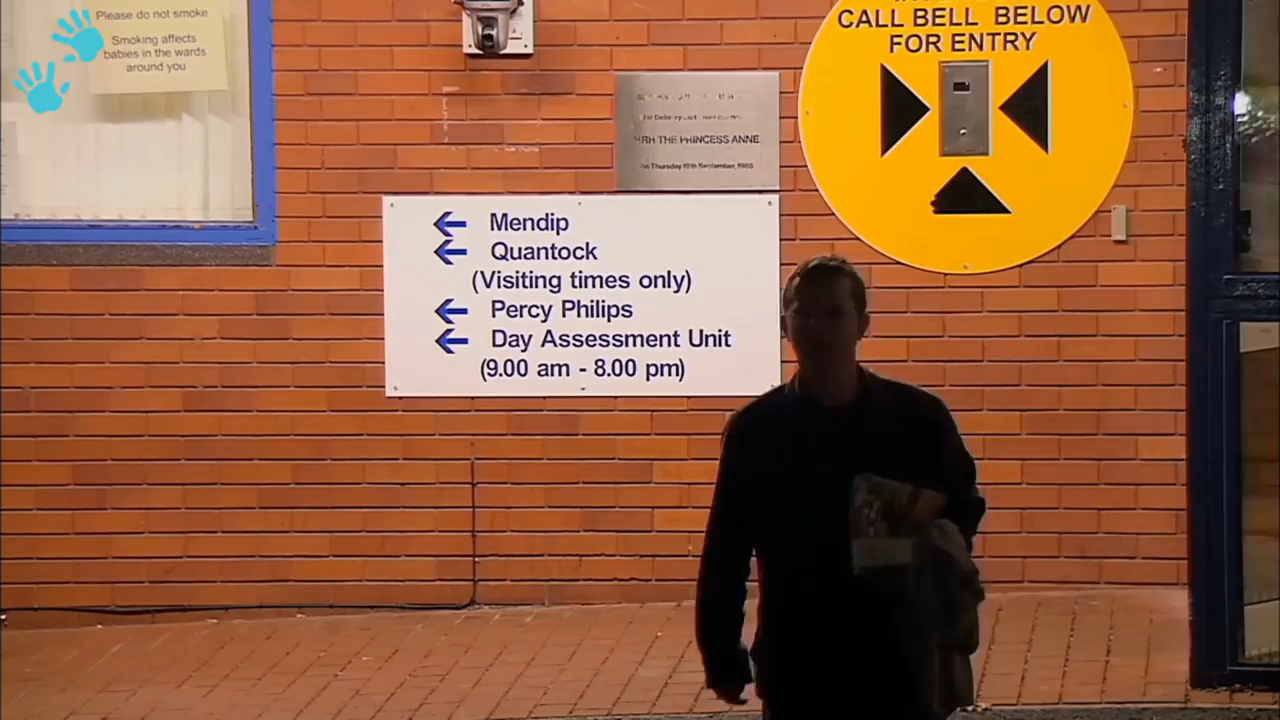 Please do not smoke
Smoking affects
babies in the wards
around you
CALL BELL BELOW
FOR ENTRY
HRH THE PRINCESS ANNE
on Thursday 19th September, 1985
Mendip
Quantock
(Visiting times only)
Percy Philips
Day Assessment Unit
(9.00 am - 8.00 pm)